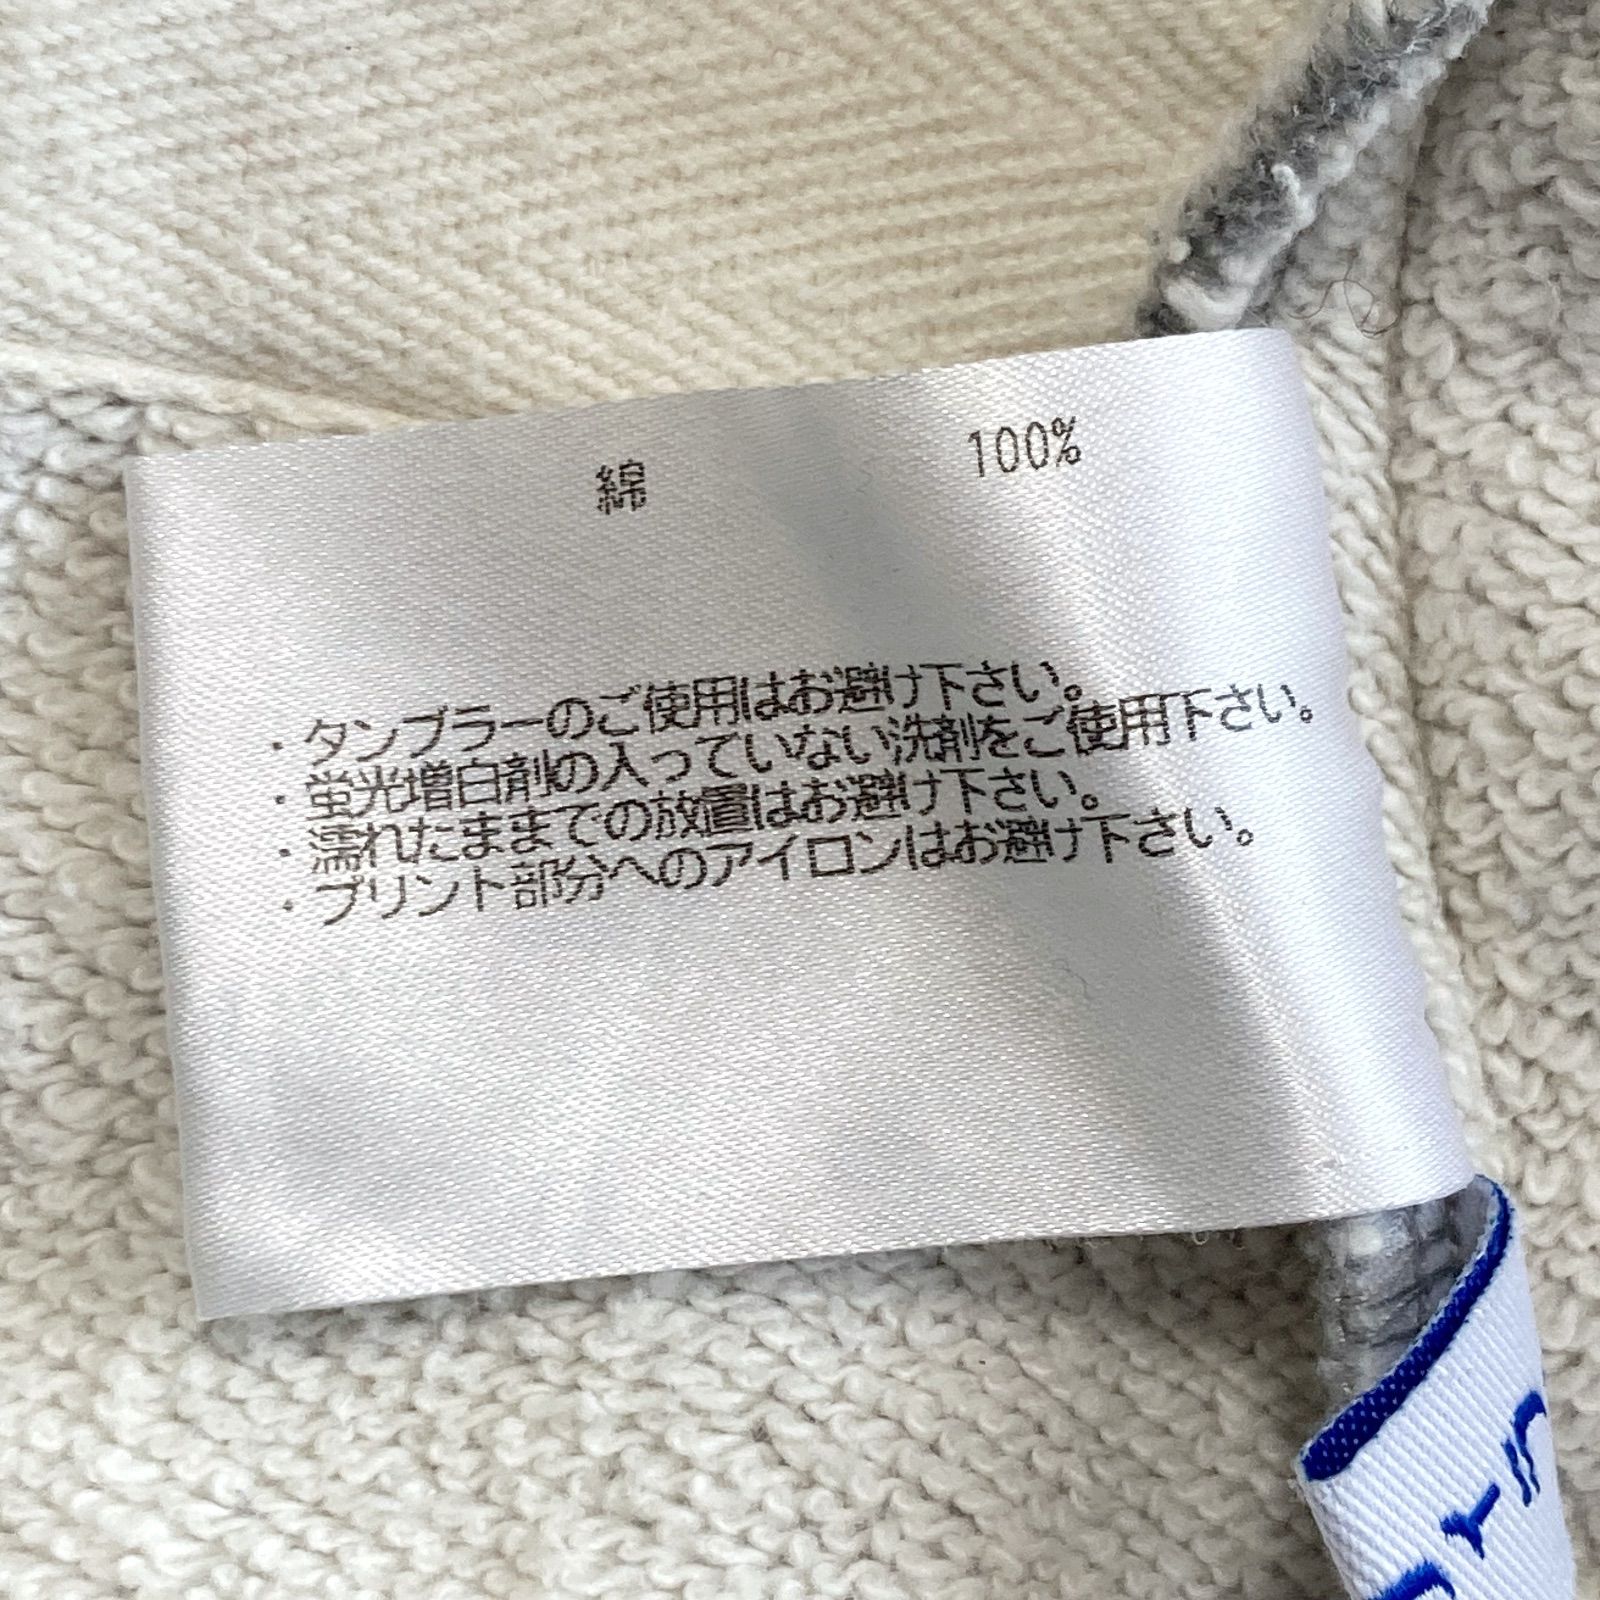 綿 100%
・タンブラーのご使用はお避け下さい。
・蛍光増白剤の入っていない洗剤をご使用下さい。
・濡れたままでの放置はお避け下さい。
・プリント部分へのアイロンはお避け下さい。